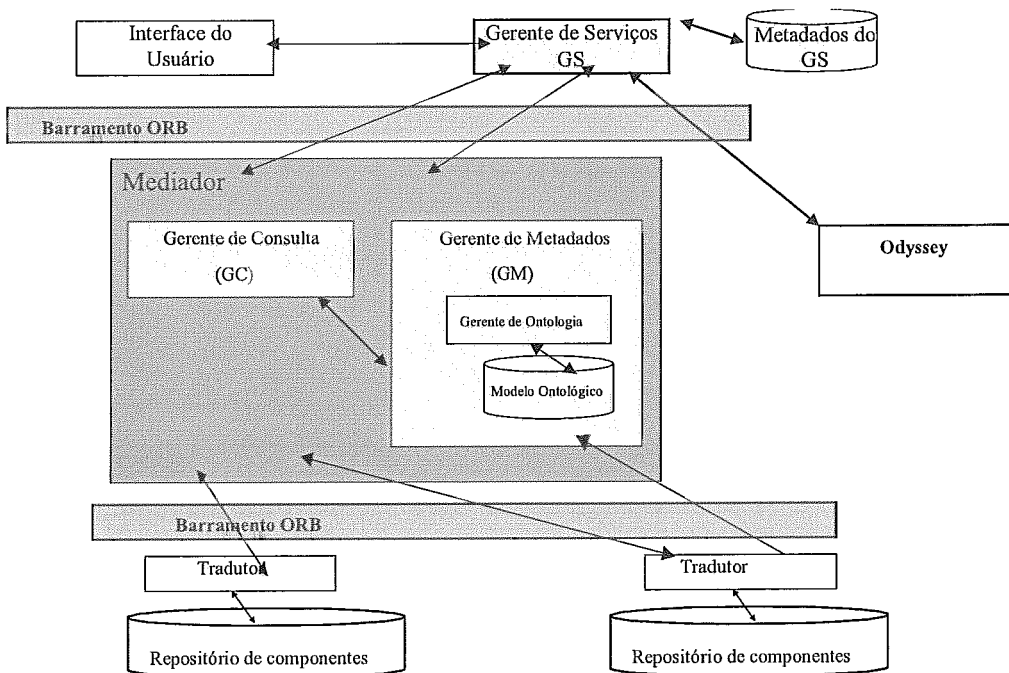 Interface do
Usuário
Gerente de Serviços
GS
Metadados do
GS
Barramento ORB
Mediador
Gerente de Consulta
(GC)
Gerente de Metadados
(GM)
Gerente de Ontologia
Modelo Ontológico
Odyssey
Barramento ORB
Tradutor
Tradutor
Repositório de componentes
Repositório de componentes